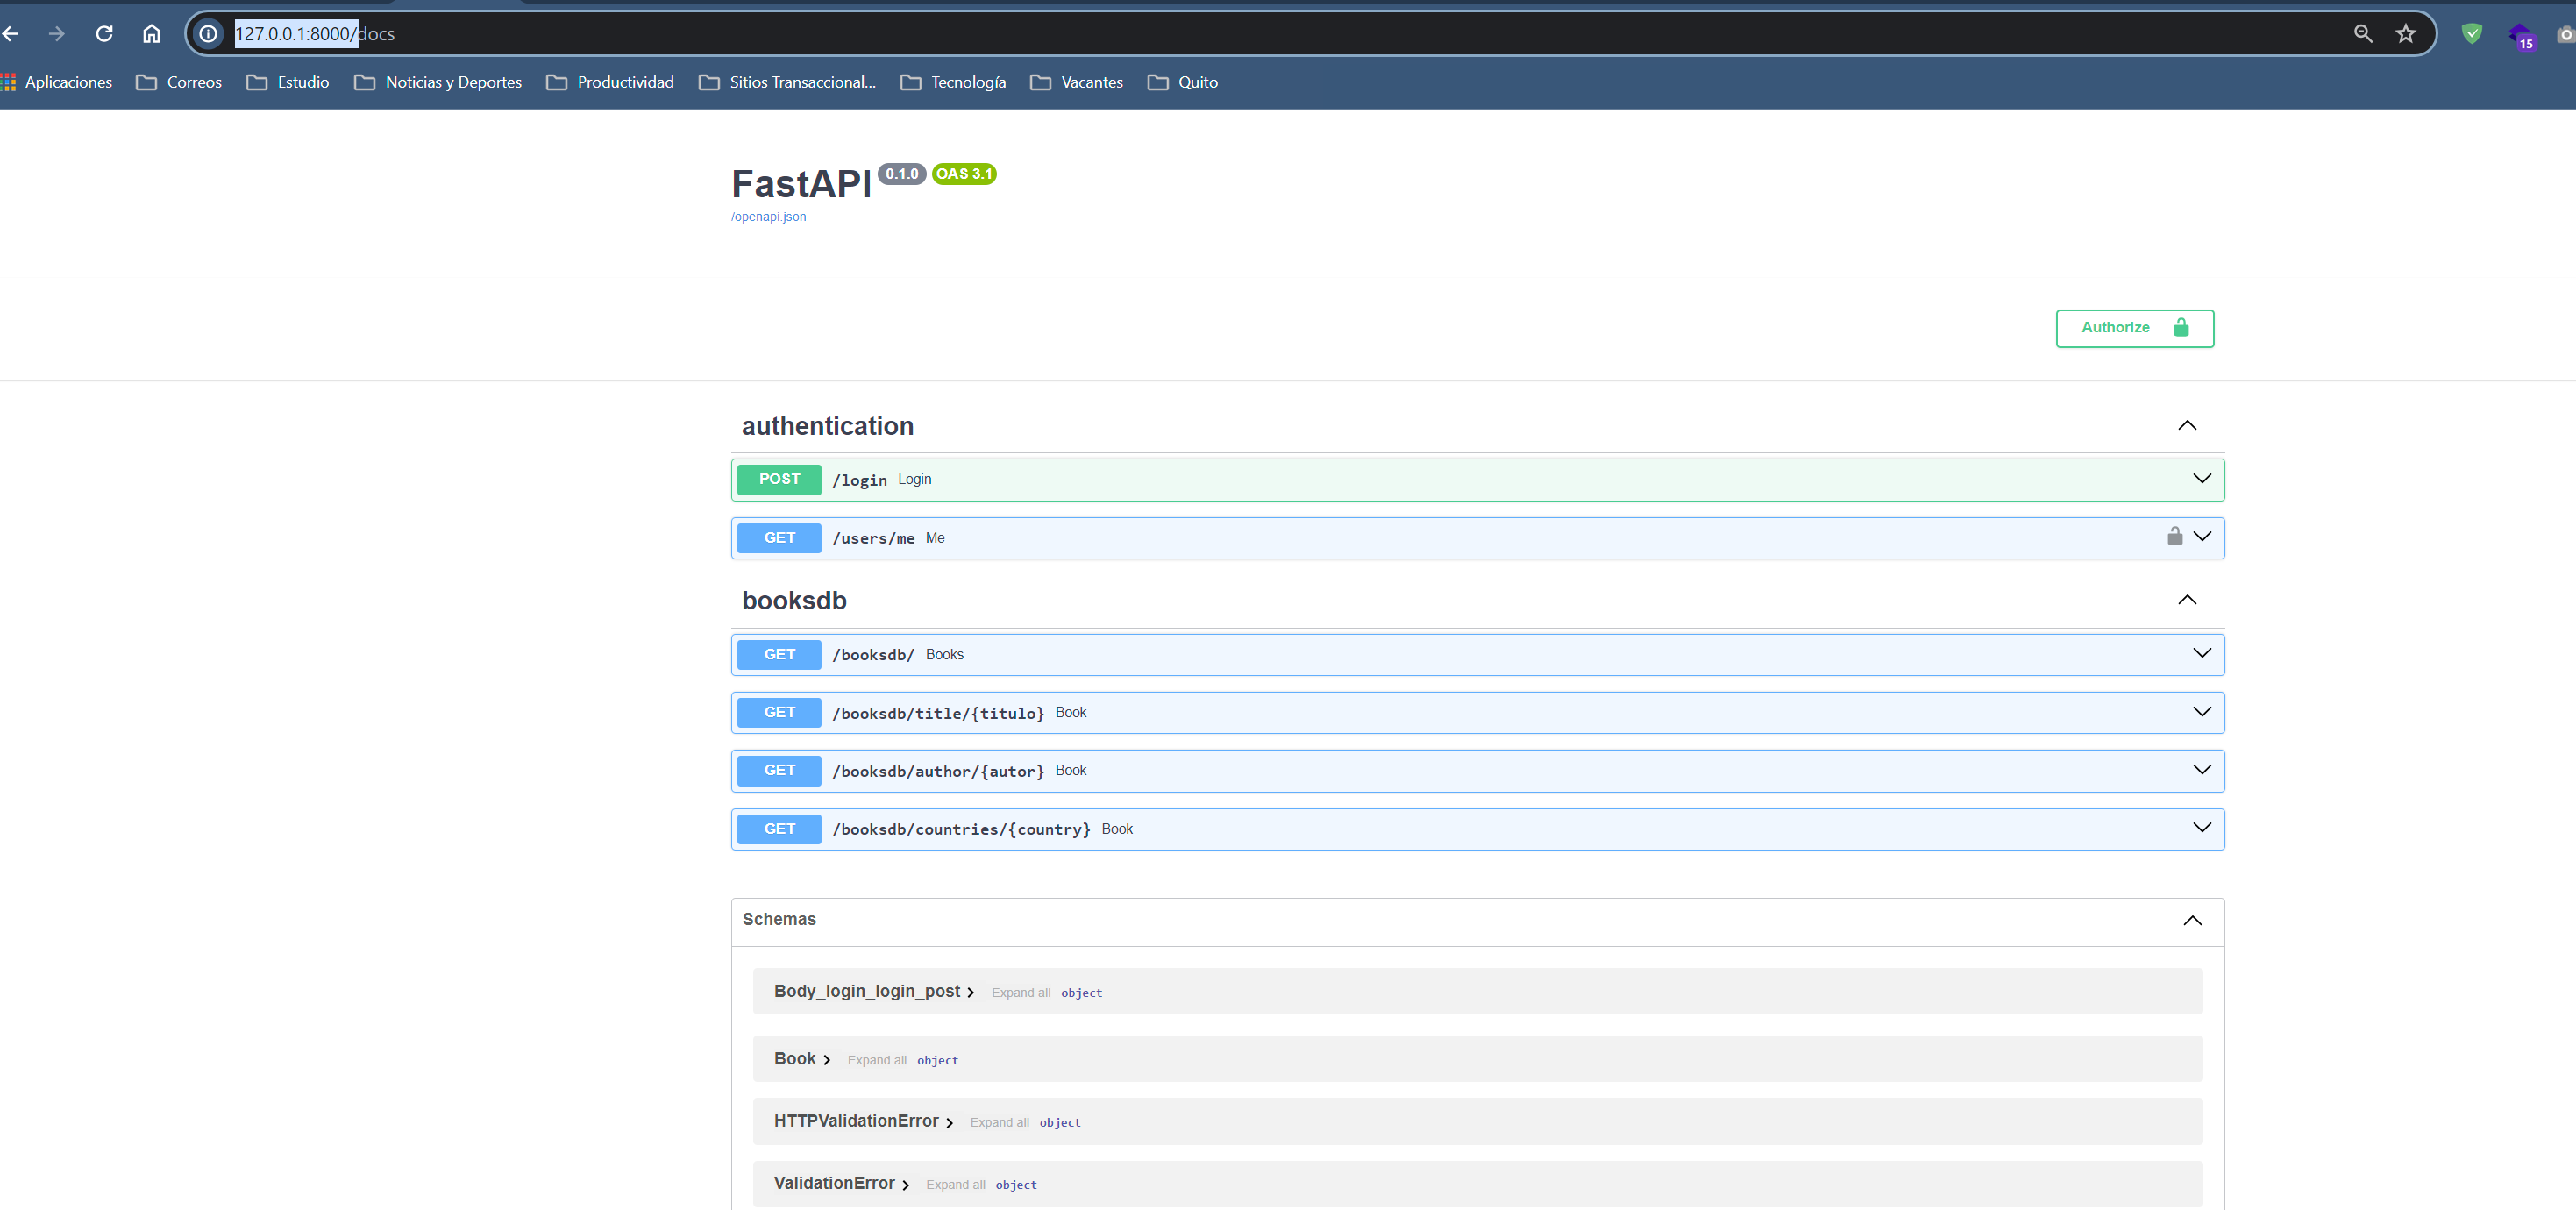 127.0.0.1:8000/docs
15
Aplicaciones Correos Estudio Noticias y Deportes Productividad Sitios Transaccional... Tecnología Vacantes Quito
FastAPI 0.1.0 OAS 3.1
/openapi.json
Authorize
authentication
POST /login Login
GET /users/me Me
booksdb
GET /booksdb/ Books
GET /booksdb/title/{titulo} Book
GET /booksdb/author/{autor} Book
GET /booksdb/countries/{country} Book
Schemas
Body_login_login_post Expand all object
Book Expand all object
HTTPValidationError Expand all object
ValidationError Expand all object